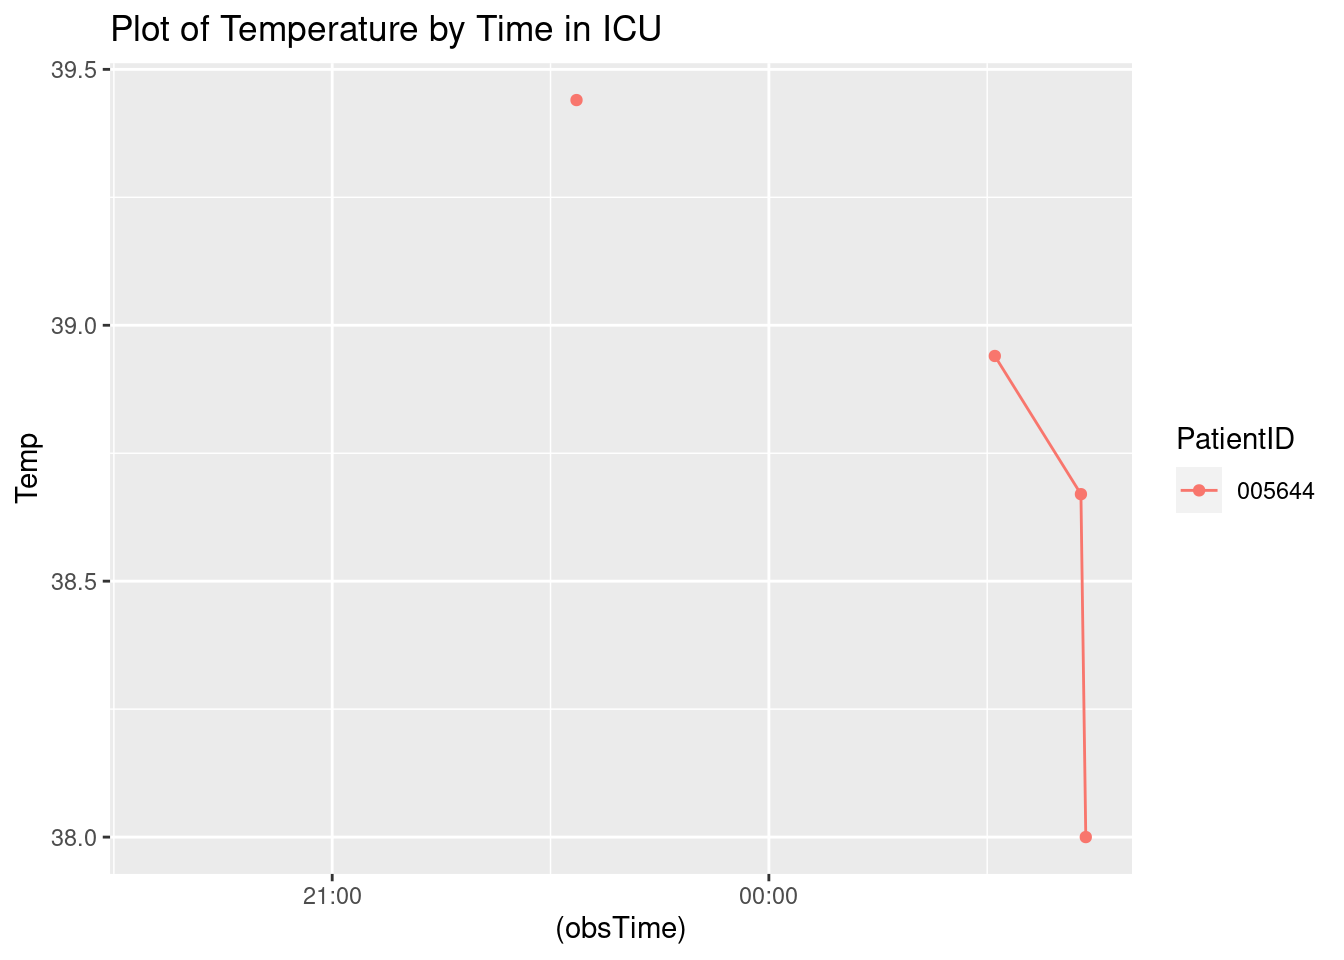 Plot of Temperature by Time in ICU
39.5
39.0
38.5
38.0
Temp
21:00
00:00
(obsTime)
PatientID
005644